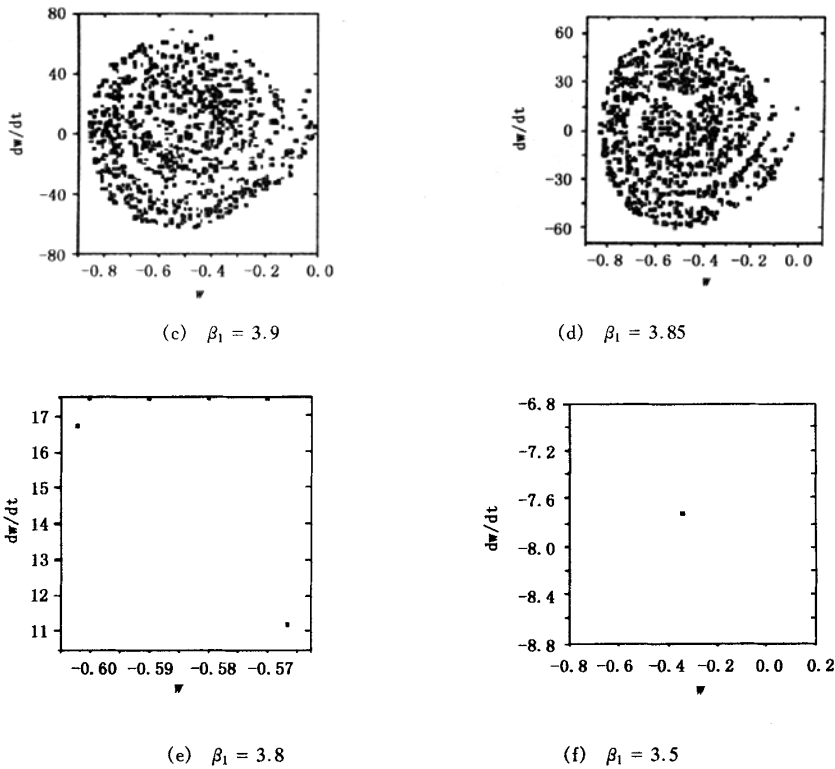 80
40
0
-40
-80
dw/dt
-0.8 -0.6 -0.4 -0.2 0.0
w
(c) β₁ = 3.9
60
30
0
-30
-60
dw/dt
-0.8 -0.6 -0.4 -0.2 0.0
w
(d) β₁ = 3.85
17
16
15
14
13
12
11
dw/dt
-0.60 -0.59 -0.58 -0.57
w
(e) β₁ = 3.8
-6.8
-7.2
-7.6
-8.0
-8.4
-8.8
dw/dt
-0.8 -0.6 -0.4 -0.2 0.0 0.2
w
(f) β₁ = 3.5